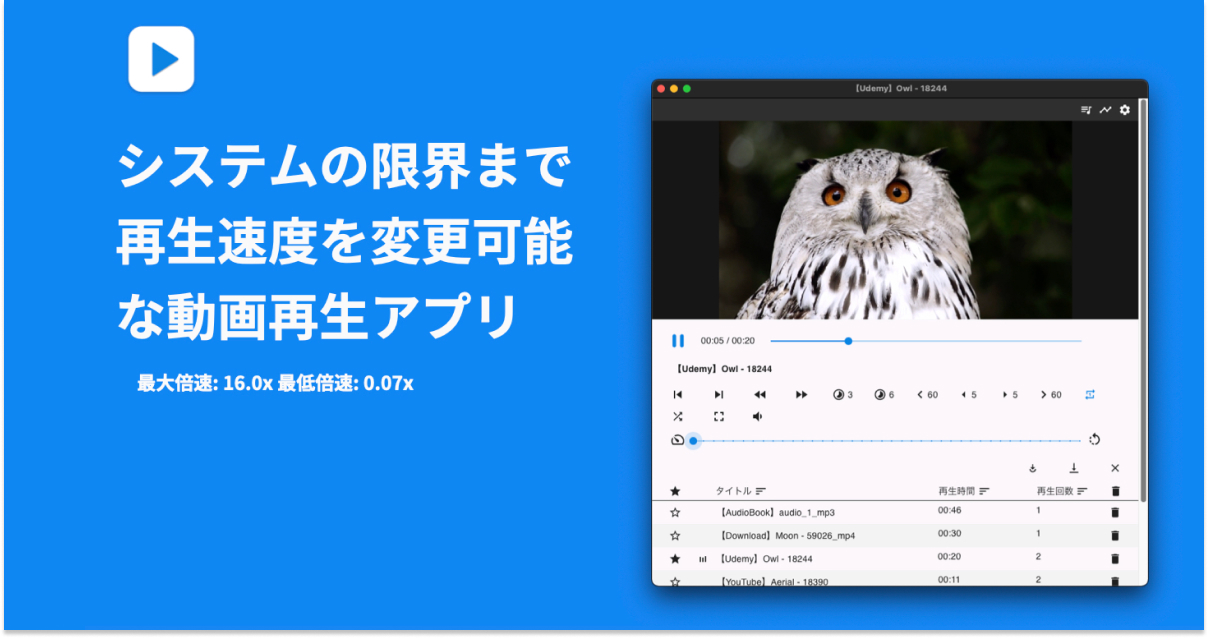 システムの限界まで
再生速度を変更可能
な動画再生アプリ
最大倍速: 16.0x 最低倍速: 0.07x
【Udemy】Owl - 18244
00:05 / 00:20
【Udemy】Owl - 18244
3 6 60 5 5 60
タイトル 再生時間 再生回数
【AudioBook】audio_1_mp3 00:46 1
【Download】Moon - 59026_mp4 00:30 1
【Udemy】Owl - 18244 00:20 2
【YouTube】Aerial - 18390 00:11 2